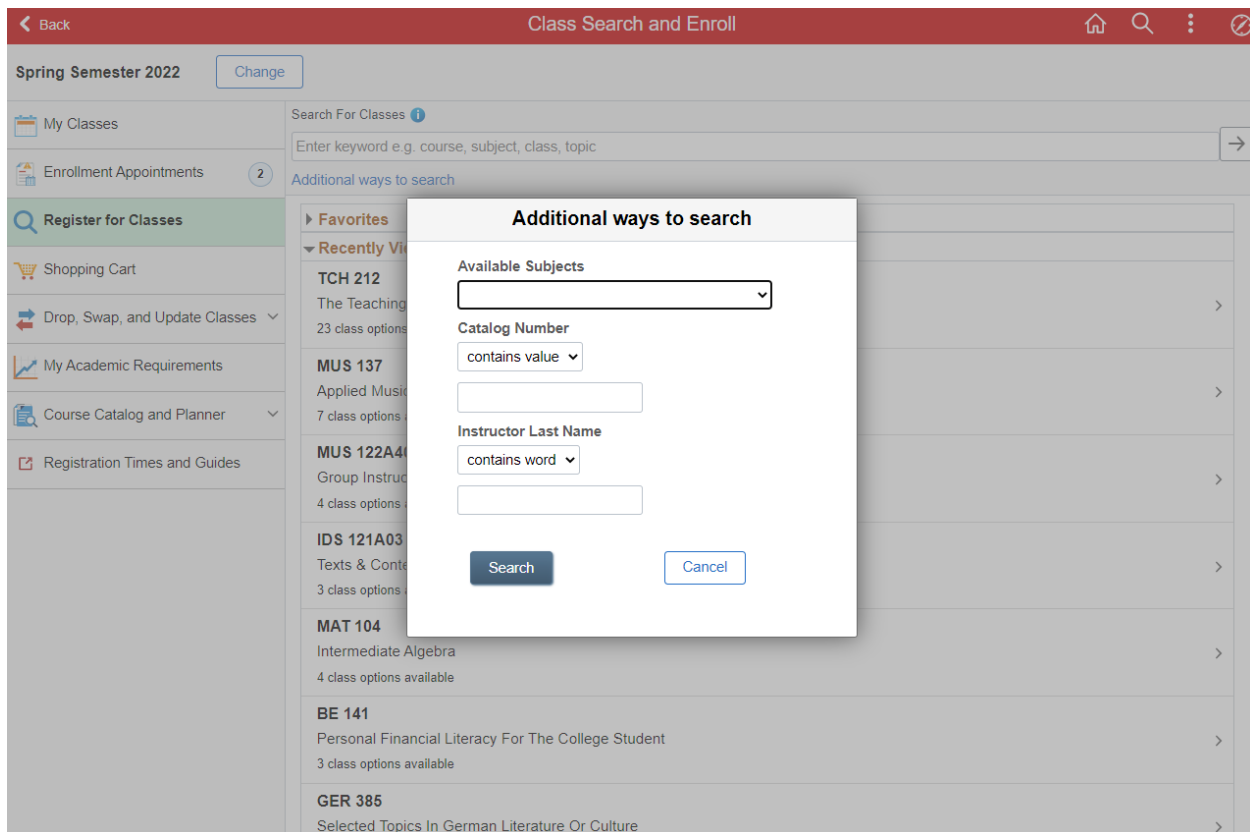 Back
Class Search and Enroll
Spring Semester 2022
Change
My Classes
Enrollment Appointments
2
Register for Classes
Shopping Cart
Drop, Swap, and Update Classes
My Academic Requirements
Course Catalog and Planner
Registration Times and Guides
Search For Classes
Enter keyword e.g. course, subject, class, topic
Additional ways to search
Favorites
Recently
TCH 212
The Teaching
23 class options
MUS 137
Applied Music
7 class options
MUS 122A40
Group
4 class options
IDS 121A03
Texts &
3 class options
MAT 104
Intermediate Algebra
4 class options available
BE 141
Personal Financial Literacy For The College Student
3 class options available
GER 385
Selected Topics In German Literature Or Culture
Additional ways to search
Available Subjects
Catalog Number
contains value
Instructor Last Name
contains word
Search
Cancel